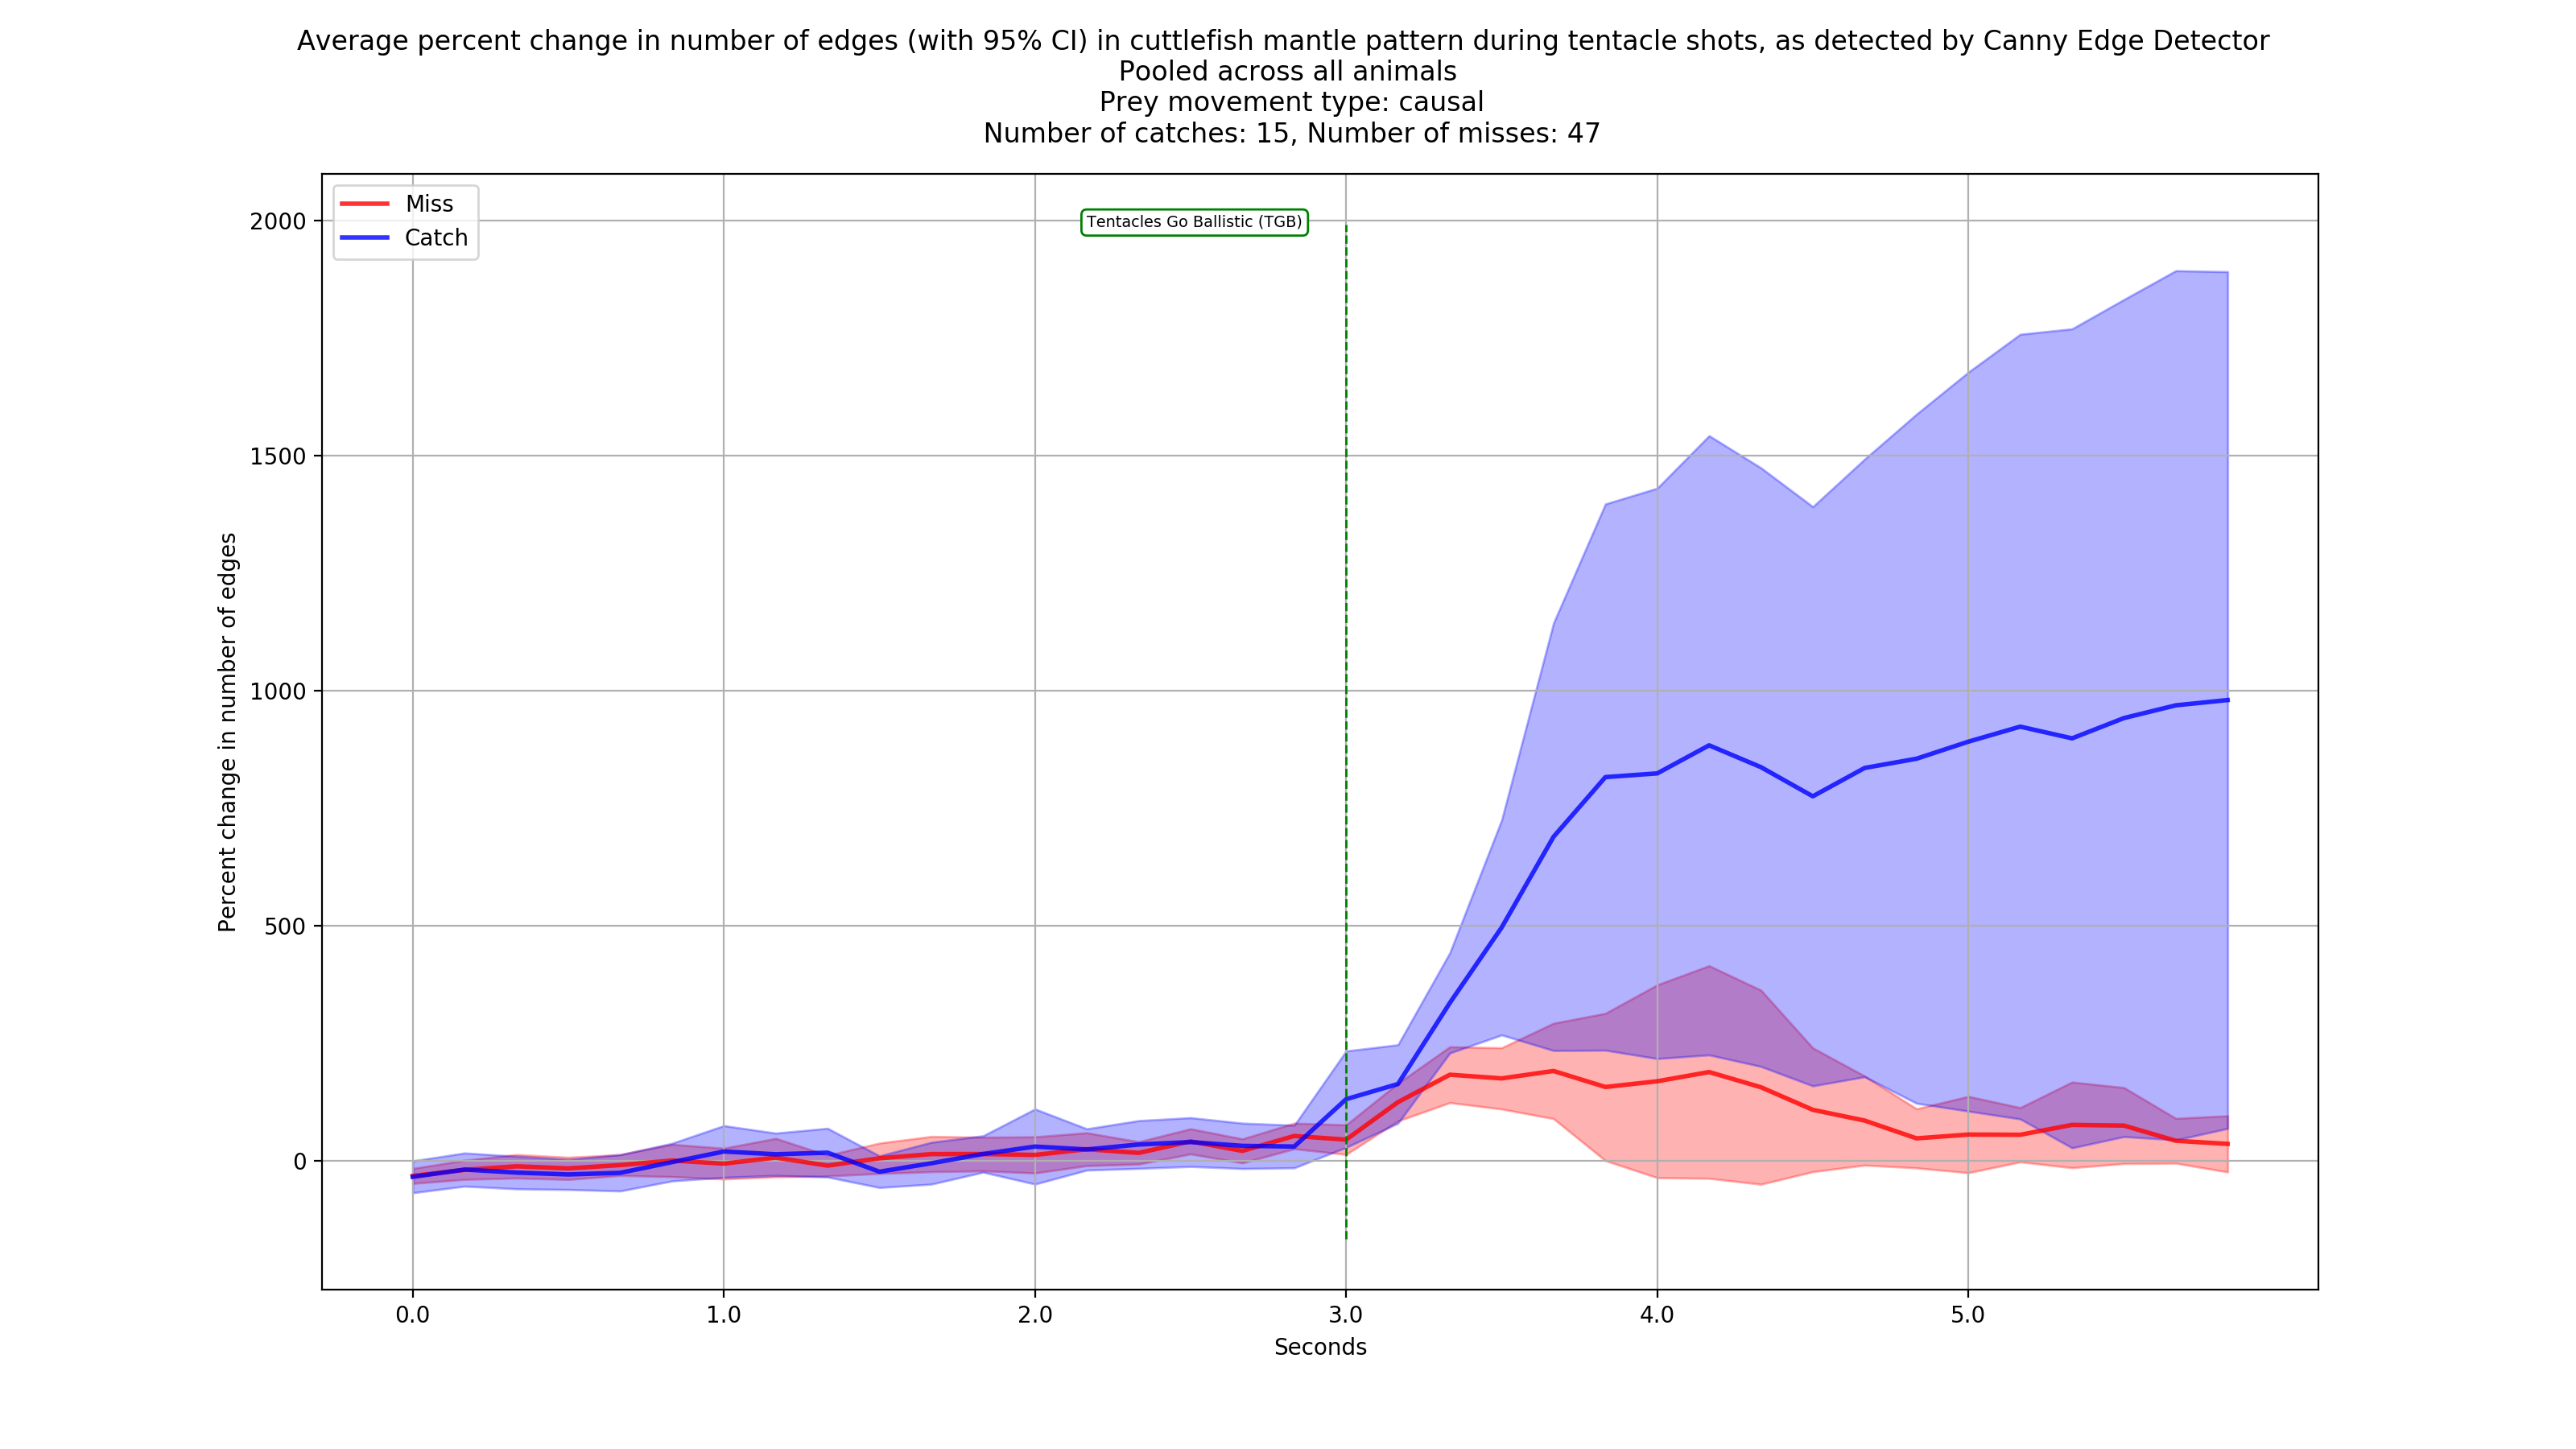 Average percent change in number of edges (with 95% CI) in cuttlefish mantle pattern during tentacle shots, as detected by Canny Edge Detector
Pooled across all animals
Prey movement type: causal
Number of catches: 15, Number of misses: 47
Miss
Catch
Tentacles Go Ballistic (TGB)
2000
1500
1000
500
0
Percent change in number of edges
0.0
1.0
2.0
3.0
4.0
5.0
Seconds